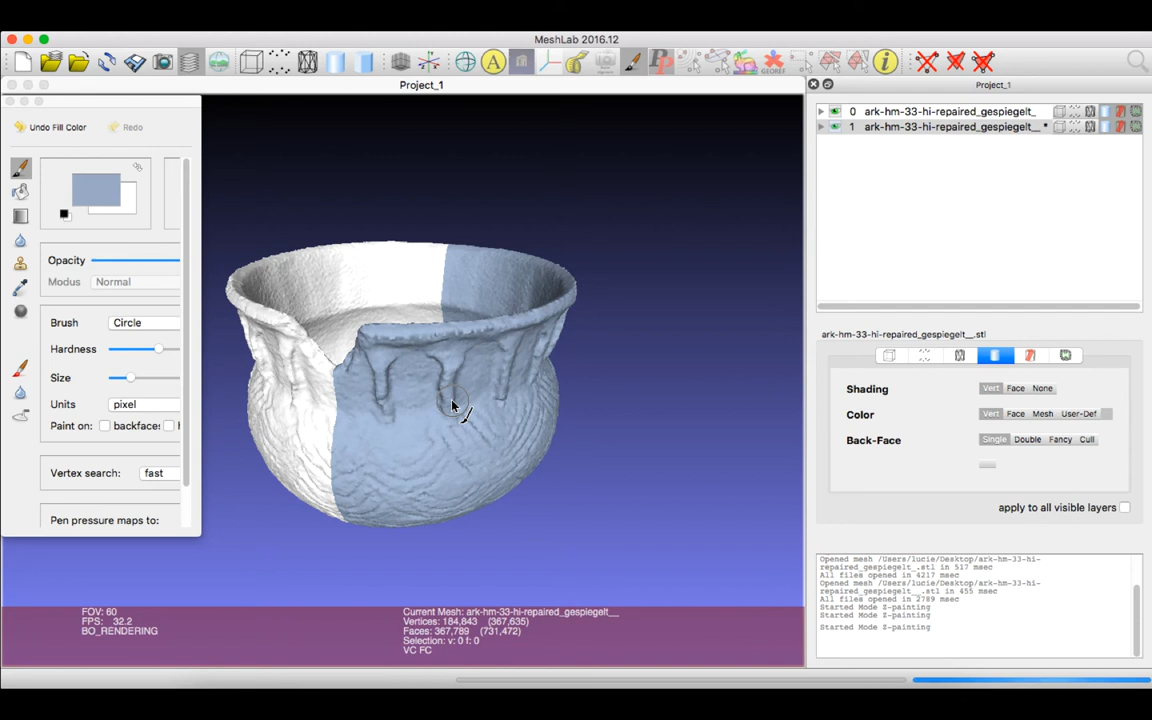 MeshLab 2016.12
Project_1
Project_1
Undo Fill Color
Redo
Opacity
Modus Normal
Brush Circle
Hardness
Size
Units pixel
Paint on: backfaces
Vertex search: fast
Pen pressure maps to:
0 ark-hm-33-hi-repaired_gespiegelt_
1 ark-hm-33-hi-repaired_gespiegelt__ *
ark-hm-33-hi-repaired_gespiegelt__.stl
Shading Vert Face None
Color Vert Face Mesh User-Def
Back-Face Single Double Fancy Cull
apply to all visible layers
Opened mesh /Users/lucie/Desktop/ark-hm-33-hi-
repaired_gespiegelt_.stl in 517 msec
All files opened in 4217 msec
Opened mesh /Users/lucie/Desktop/ark-hm-33-hi-
repaired_gespiegelt__.stl in 455 msec
All files opened in 2789 msec
Started Mode Z-painting
Started Mode Z-painting
Started Mode Z-painting
FOV: 60
FPS: 32.2
BO_RENDERING
Current Mesh: ark-hm-33-hi-repaired_gespiegelt__
Vertices: 184,843 (367,635)
Faces: 367,789 (731,472)
Selection: v: 0 f: 0
VC FC